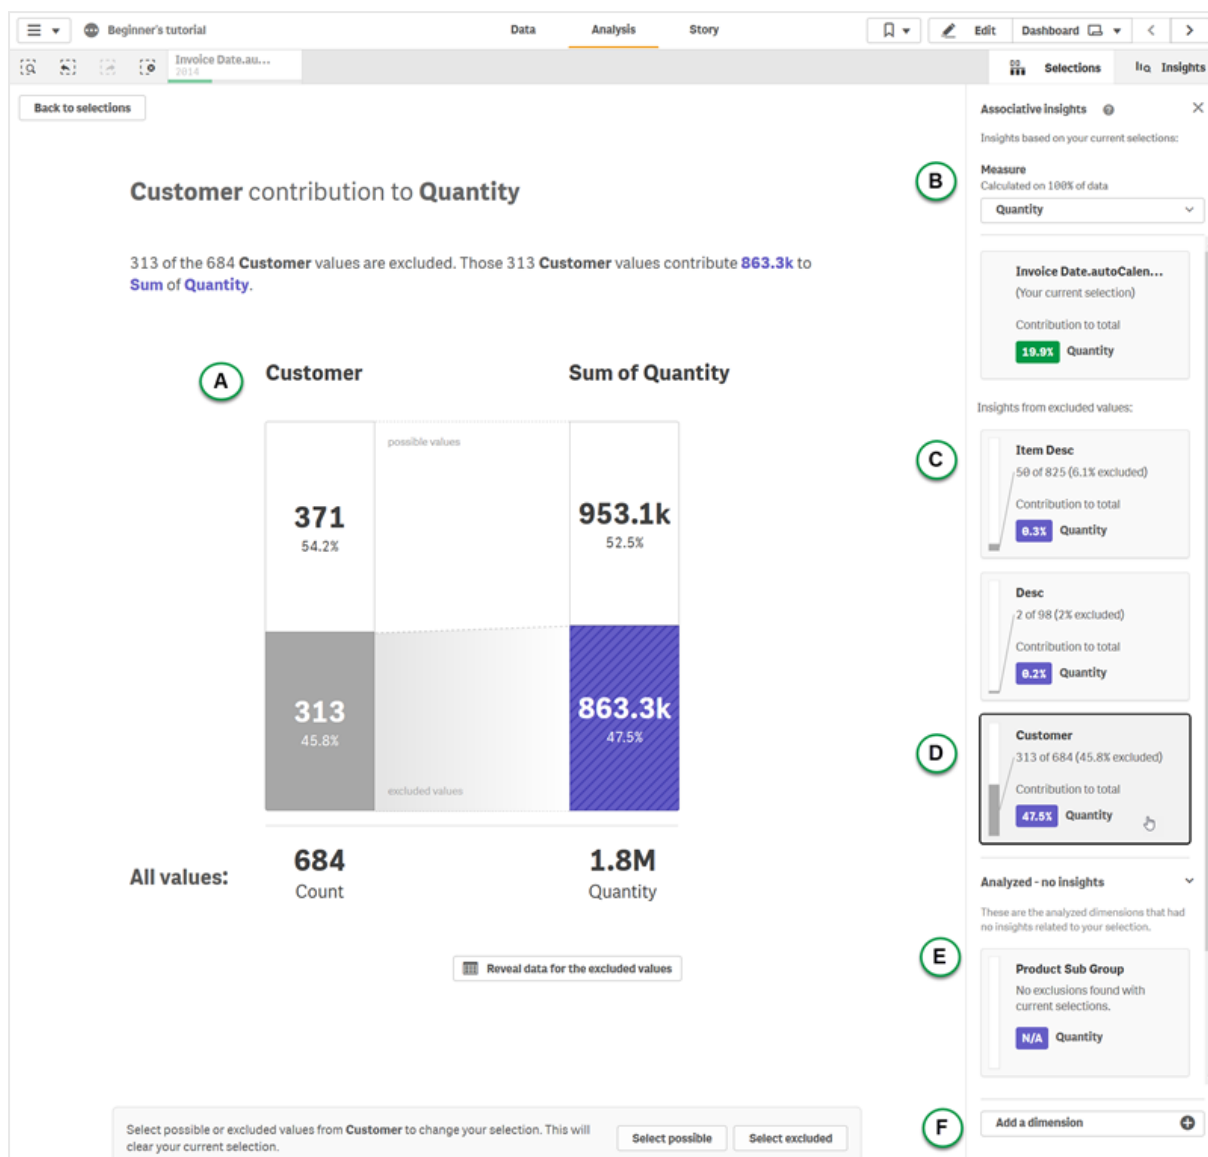 Beginner's tutorial
Data
Analysis
Story
Edit
Dashboard
Invoice Date.au...
2014
Selections
Insights
Back to selections
Customer contribution to Quantity
313 of the 684 Customer values are excluded. Those 313 Customer values contribute 863.3k to
Sum of Quantity.
A
Customer
Sum of Quantity
possible values
371
54.2%
953.1k
52.5%
313
45.8%
863.3k
47.5%
excluded values
All values:
684
Count
1.8M
Quantity
Reveal data for the excluded values
Select possible or excluded values from Customer to change your selection. This will
clear your current selection.
Select possible
Select excluded
Associative insights
Insights based on your current selections:
B
Measure
Calculated on 100% of data
Quantity
Invoice Date.autoCalen...
(Your current selection)
Contribution to total
19.9% Quantity
Insights from excluded values:
C
Item Desc
50 of 825 (6.1% excluded)
Contribution to total
0.3% Quantity
Desc
2 of 98 (2% excluded)
Contribution to total
0.2% Quantity
D
Customer
313 of 684 (45.8% excluded)
Contribution to total
47.5% Quantity
Analyzed - no insights
These are the analyzed dimensions that had
no insights related to your selection.
E
Product Sub Group
No exclusions found with
current selections.
N/A Quantity
F
Add a dimension